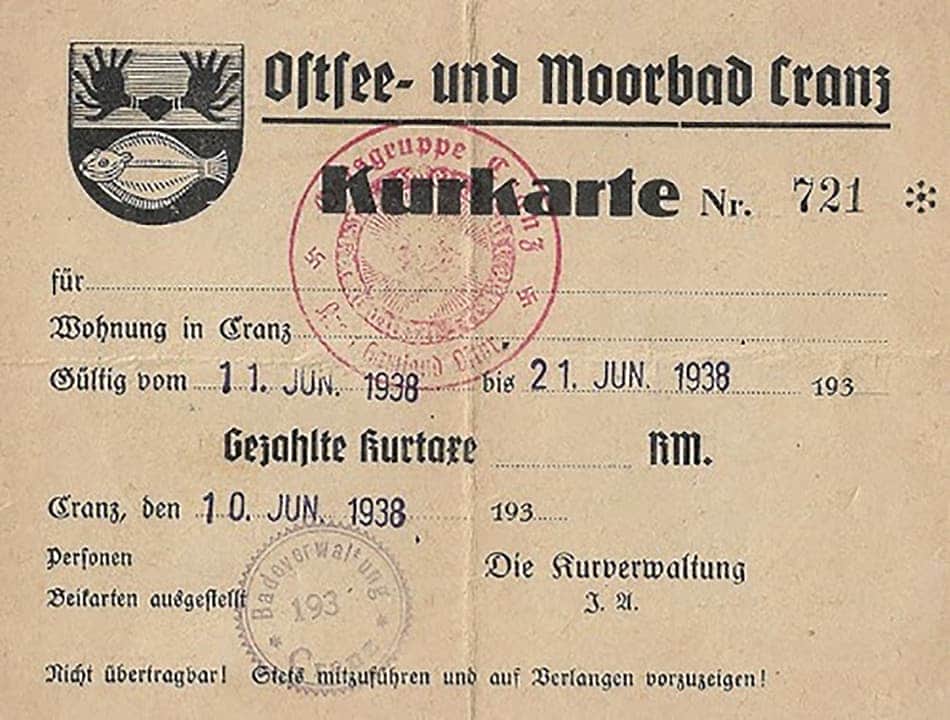 Ostsee- und Moorbad Cranz
Kurkarte Nr. 721
für
Wohnung in Cranz
Gültig vom 11. JUN. 1938 bis 21. JUN. 1938 193
Gezahlte Kurtaxe RM.
Cranz, den 10. JUN. 1938 193
Personen
Beikarten ausgestellt
Die Kurverwaltung
J. A.
Badeverwaltung
193
Cranz
Nicht übertragbar! Stets mitzuführen und auf Verlangen vorzuzeigen!